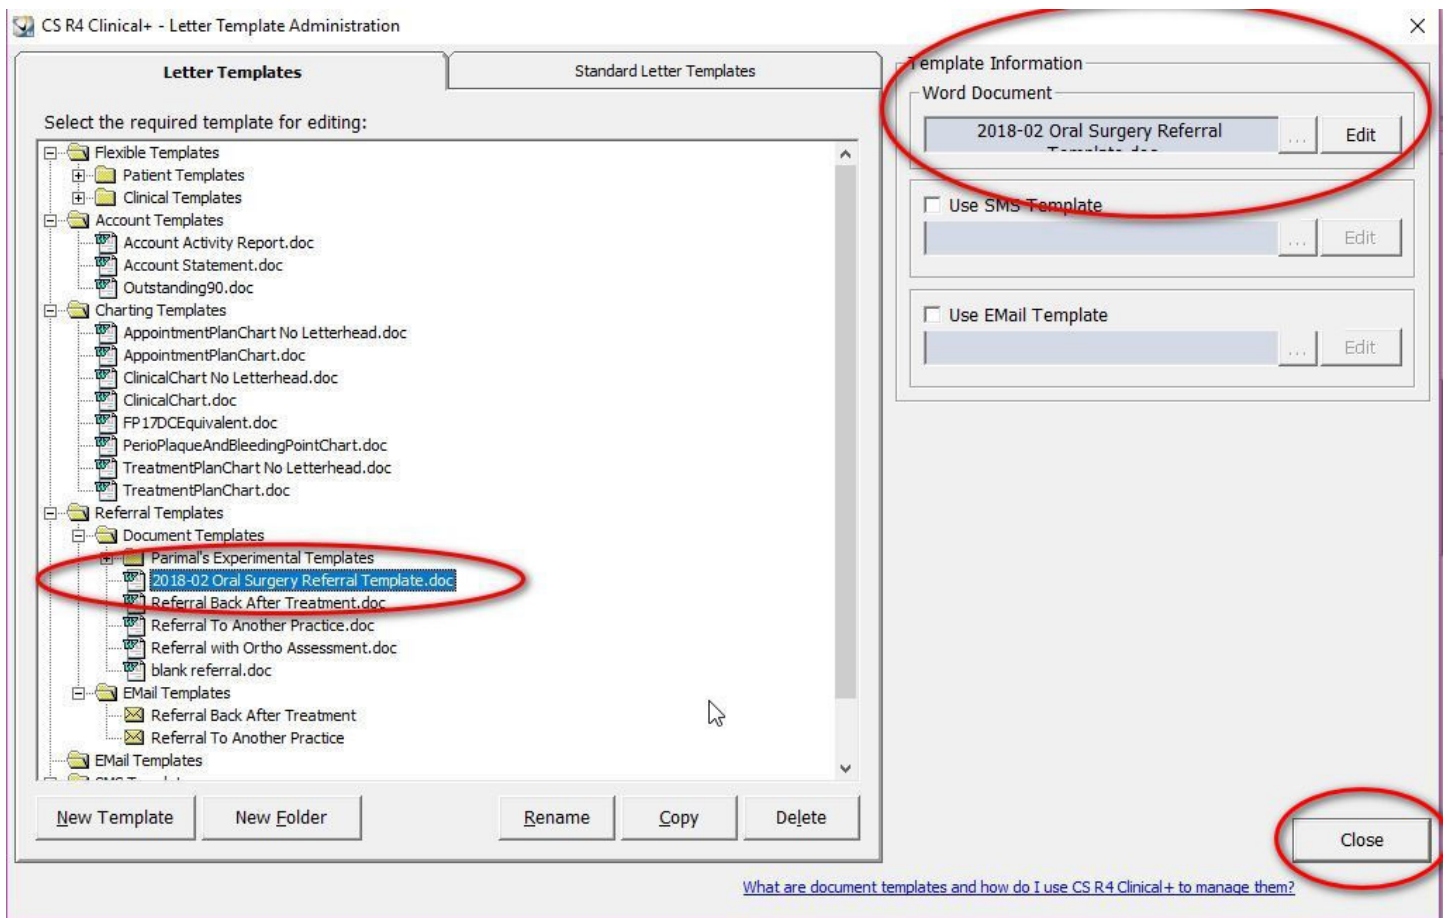 CS R4 Clinical+ - Letter Template Administration
Letter Templates
Standard Letter Templates
Select the required template for editing:
Flexible Templates
Patient Templates
Clinical Templates
Account Templates
Account Activity Report.doc
Account Statement.doc
Outstanding90.doc
Charting Templates
AppointmentPlanChart No Letterhead.doc
AppointmentPlanChart.doc
ClinicalChart No Letterhead.doc
ClinicalChart.doc
FP17DCEquivalent.doc
PerioPlaqueAndBleedingPointChart.doc
TreatmentPlanChart No Letterhead.doc
TreatmentPlanChart.doc
Referral Templates
Document Templates
Parimal's Experimental Templates
2018-02 Oral Surgery Referral Template.doc
Referral Back After Treatment.doc
Referral To Another Practice.doc
Referral with Ortho Assessment.doc
blank referral.doc
EMail Templates
Referral Back After Treatment
Referral To Another Practice
EMail Templates
New Template
New Folder
Rename
Copy
Delete
Template Information
Word Document
2018-02 Oral Surgery Referral
Template.doc
...
Edit
Use SMS Template
...
Edit
Use EMail Template
...
Edit
Close
What are document templates and how do I use CS R4 Clinical+ to manage them?